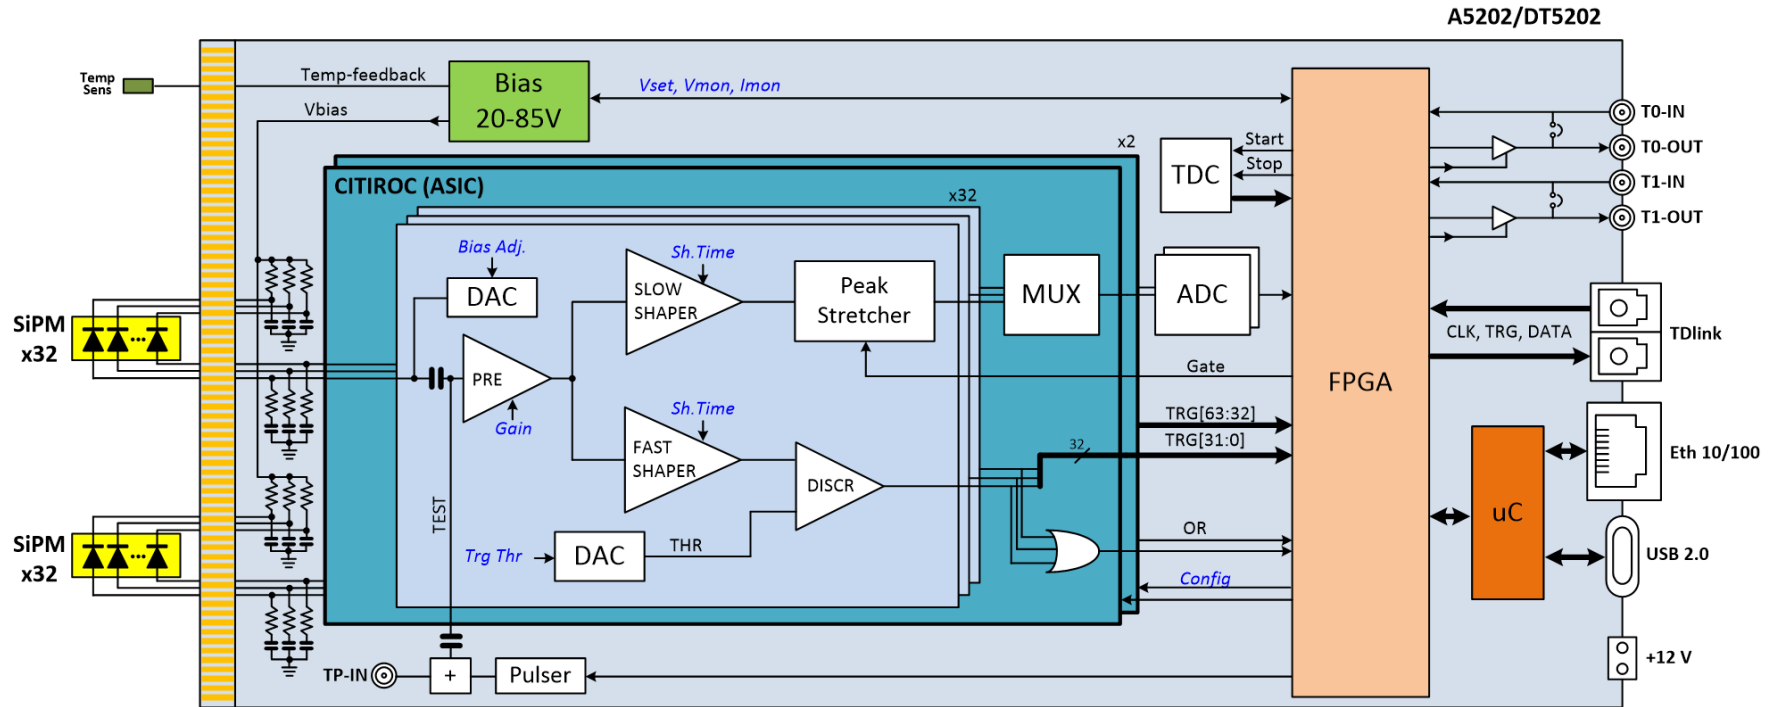 A5202/DT5202
Temp
Sens
Temp-feedback
Vbias
Bias
20-85V
Vset, Vmon, Imon
T0-IN
T0-OUT
T1-IN
T1-OUT
x2
TDC
Start
Stop
CITIROC (ASIC)
x32
Bias Adj.
DAC
Sh.Time
SLOW
SHAPER
Peak
Stretcher
MUX
ADC
SiPM
x32
PRE
Gain
Gate
FPGA
CLK, TRG, DATA
TDlink
TRG[63:32]
TRG[31:0]
32
Sh.Time
FAST
SHAPER
DISCR
TEST
Trg Thr
DAC
THR
OR
Config
SiPM
x32
uC
Eth 10/100
USB 2.0
+12 V
TP-IN
+
Pulser